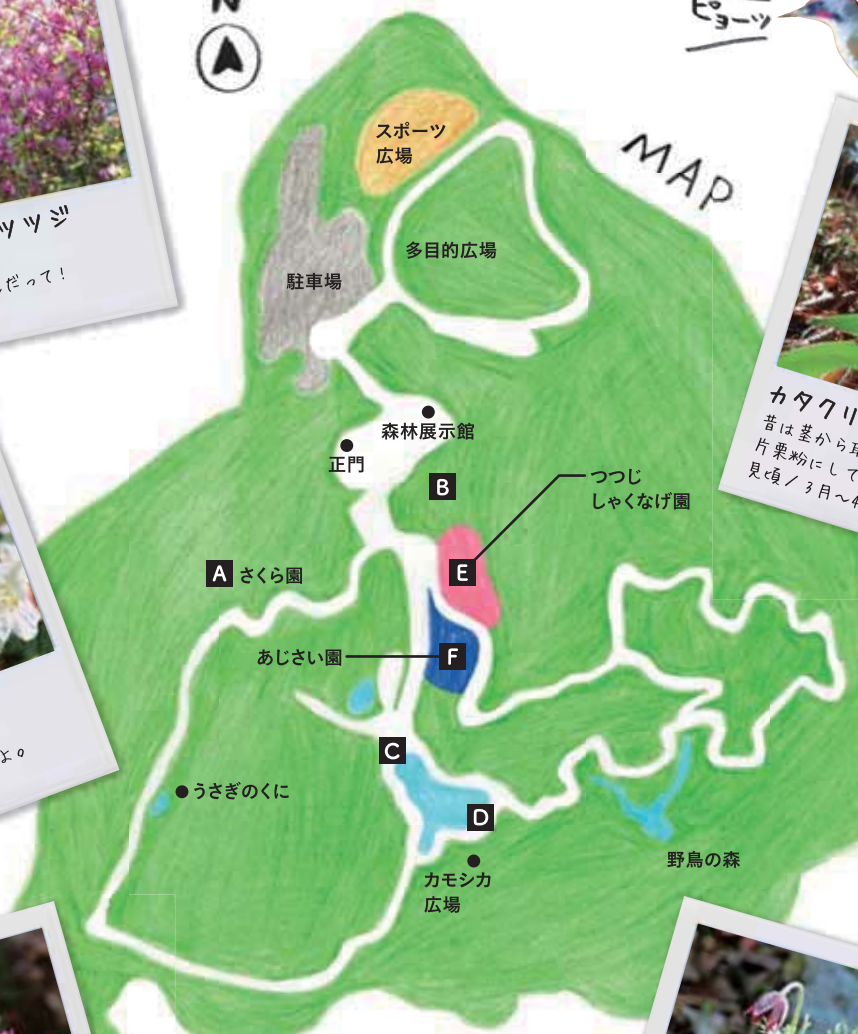 N
ピョーッ
MAP
ツツジ
だって！
スポーツ
広場
多目的広場
駐車場
森林展示館
正門
B
つつじ
しゃくなげ園
A さくら園
E
あじさい園
F
C
うさぎのくに
D
カモシカ
広場
野鳥の森
カタクリ
昔は茎から
片栗粉にして
見頃／3月〜4
よ。